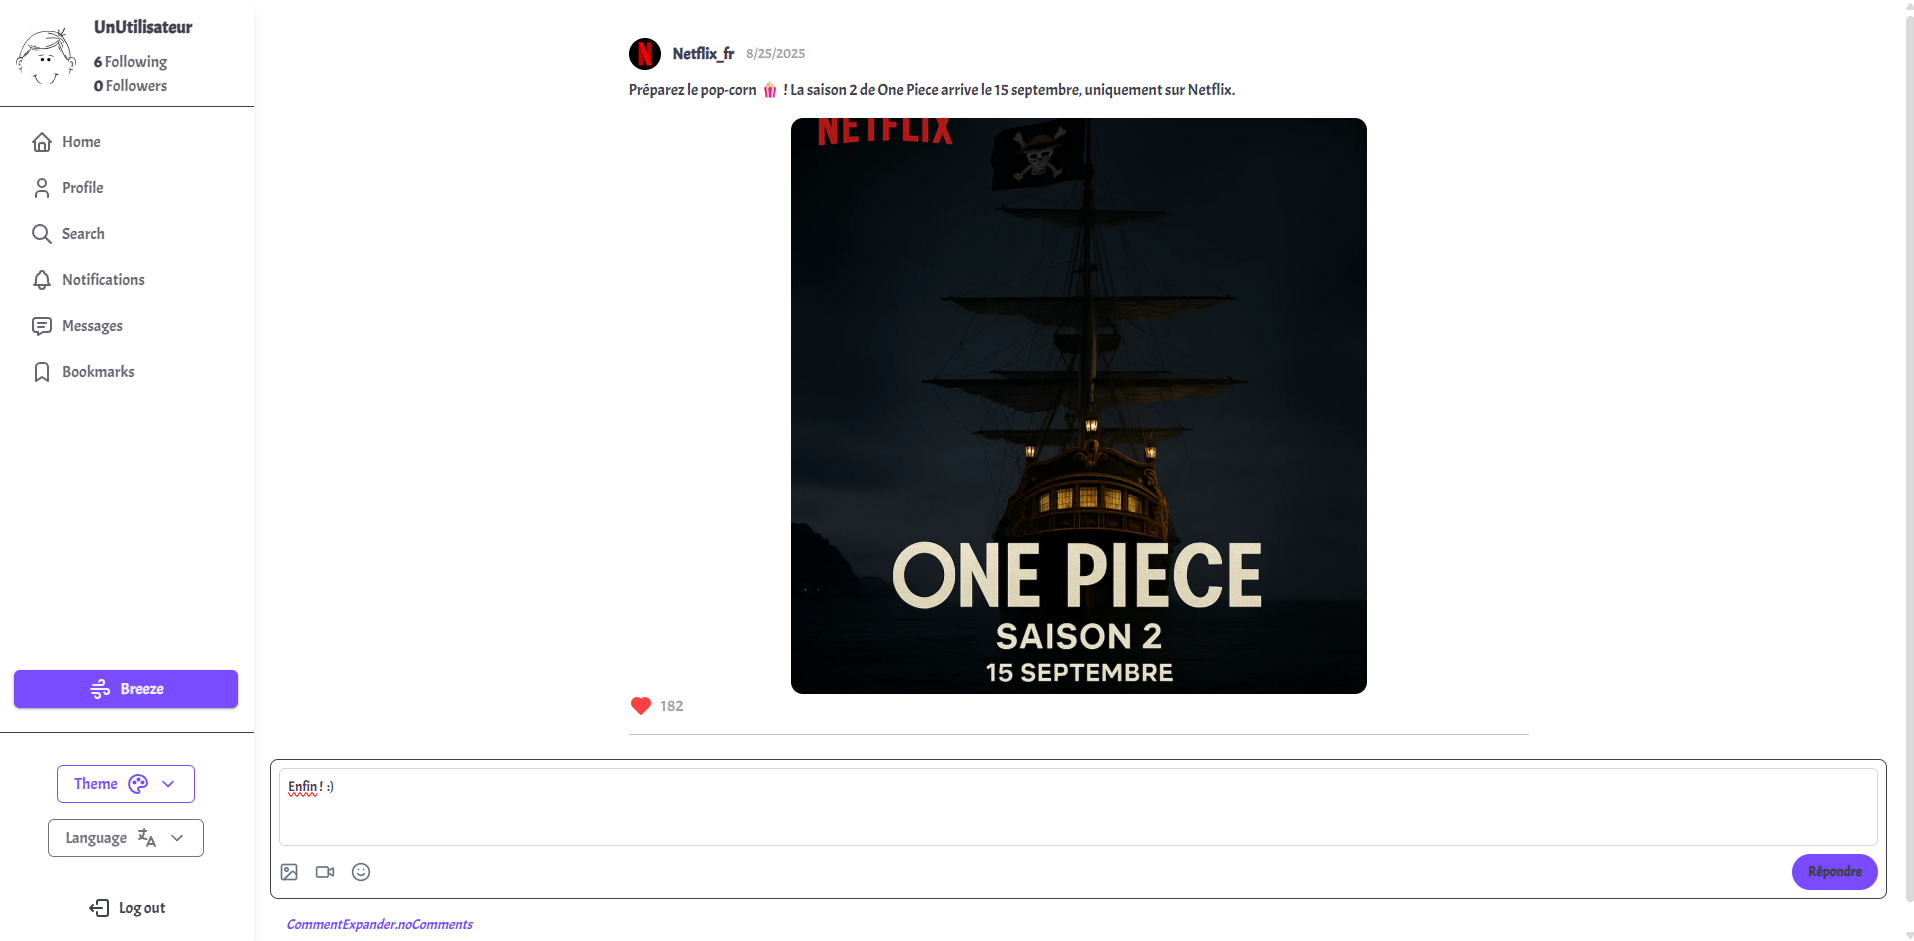 UnUtilisateur
6 Following
0 Followers
Home
Profile
Search
Notifications
Messages
Bookmarks
Breeze
Theme
Language
Log out
Netflix_fr 8/25/2025
Préparez le pop-corn 🍿 ! La saison 2 de One Piece arrive le 15 septembre, uniquement sur Netflix.
NETFLIX
ONE PIECE
SAISON 2
15 SEPTEMBRE
182
Enfin ! :)
Répondre
CommentExpander.noComments